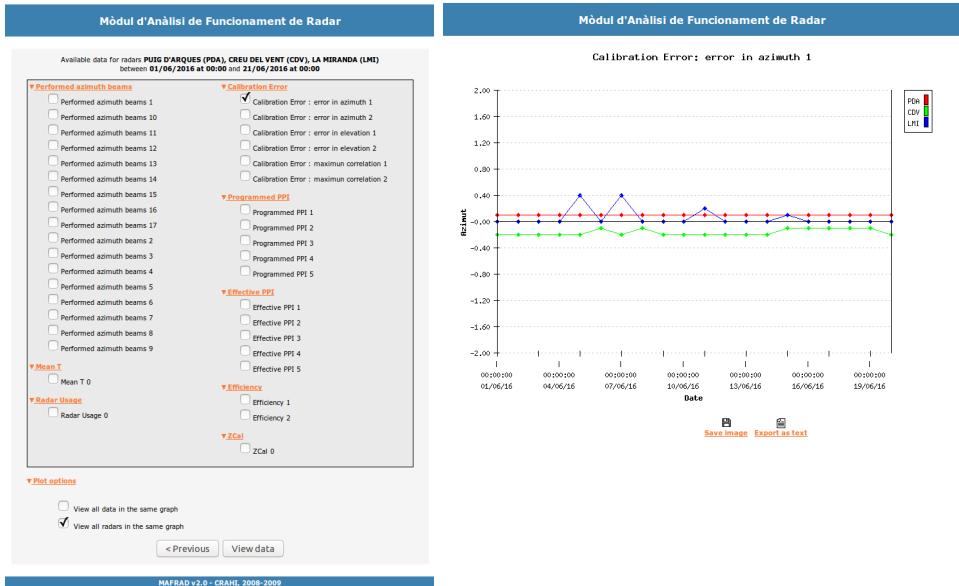 Mòdul d'Anàlisi de Funcionament de Radar
Available data for radars PUIG D'ARQUES (PDA), CREU DEL VENT (CDV), LA MIRANDA (LMI)
between 01/06/2016 at 00:00 and 21/06/2016 at 00:00
Performed azimuth beams
Performed azimuth beams 1
Performed azimuth beams 10
Performed azimuth beams 11
Performed azimuth beams 12
Performed azimuth beams 13
Performed azimuth beams 14
Performed azimuth beams 15
Performed azimuth beams 16
Performed azimuth beams 17
Performed azimuth beams 2
Performed azimuth beams 3
Performed azimuth beams 4
Performed azimuth beams 5
Performed azimuth beams 6
Performed azimuth beams 7
Performed azimuth beams 8
Performed azimuth beams 9
Mean T
Mean T 0
Radar Usage
Radar Usage 0
Calibration Error
Calibration Error : error in azimuth 1
Calibration Error : error in azimuth 2
Calibration Error : error in elevation 1
Calibration Error : error in elevation 2
Calibration Error : maximun correlation 1
Calibration Error : maximun correlation 2
Programmed PPI
Programmed PPI 1
Programmed PPI 2
Programmed PPI 3
Programmed PPI 4
Programmed PPI 5
Effective PPI
Effective PPI 1
Effective PPI 2
Effective PPI 3
Effective PPI 4
Effective PPI 5
Efficiency
Efficiency 1
Efficiency 2
ZCal
ZCal 0
Plot options
View all data in the same graph
View all radars in the same graph
< Previous
View data
MAFRAD v2.0 - CRAHI, 2008-2009
Mòdul d'Anàlisi de Funcionament de Radar
Calibration Error: error in azimuth 1
2.00
1.60
1.20
0.80
0.40
-0.00
-0.40
-0.80
-1.20
-1.60
-2.00
Azimut
PDA
CDV
LMI
00:00:00 00:00:00 00:00:00 00:00:00 00:00:00 00:00:00 00:00:00
01/06/16 04/06/16 07/06/16 10/06/16 13/06/16 16/06/16 19/06/16
Date
Save image
Export as text